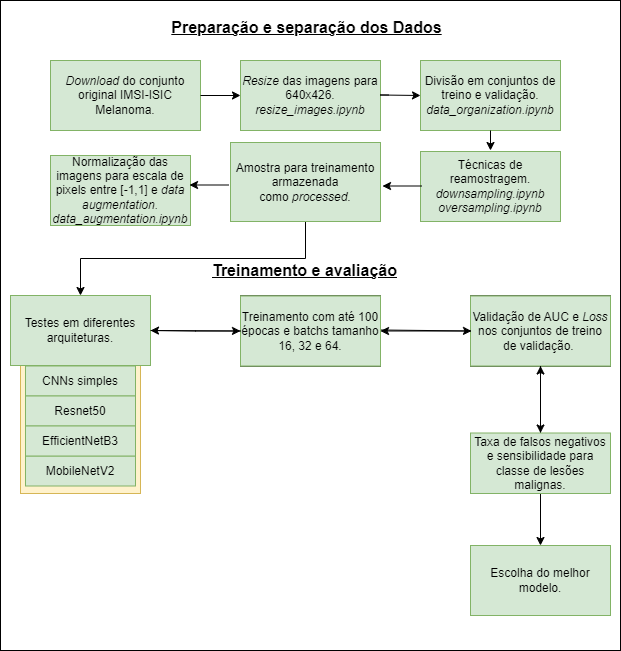 Preparação e separação dos Dados
Download do conjunto
original IMSI-ISIC
Melanoma.
Resize das imagens para
640x426.
resize_images.ipynb
Divisão em conjuntos de
treino e validação.
data_organization.ipynb
Técnicas de
reamostragem.
downsampling.ipynb
oversampling.ipynb
Amostra para treinamento
armazenada
como processed.
Normalização das
imagens para escala de
pixels entre [-1,1] e data
augmentation.
data_augmentation.ipynb
Treinamento e avaliação
Testes em diferentes
arquiteturas.
CNNs simples
Resnet50
EfficientNetB3
MobileNetV2
Treinamento com até 100
épocas e batchs tamanho
16, 32 e 64.
Validação de AUC e Loss
nos conjuntos de treino
de validação.
Taxa de falsos negativos
e sensibilidade para
classe de lesões
malignas.
Escolha do melhor
modelo.